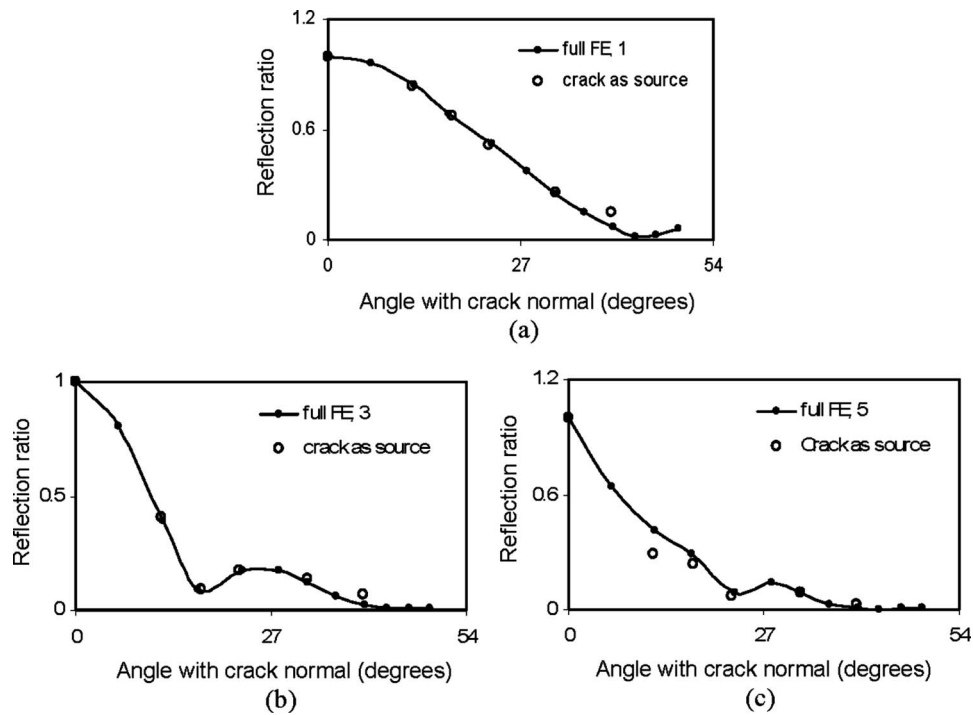 1.2
full FE, 1
crack as source
0.6
Reflection ratio
0
0
27
54
Angle with crack normal (degrees)
(a)
1
full FE, 3
crack as source
0.5
Reflection ratio
0
0
27
54
Angle with crack normal (degrees)
(b)
1.2
full FE, 5
Crack as source
0.6
Reflection ratio
0
0
27
54
Angle with crack normal (degrees)
(c)